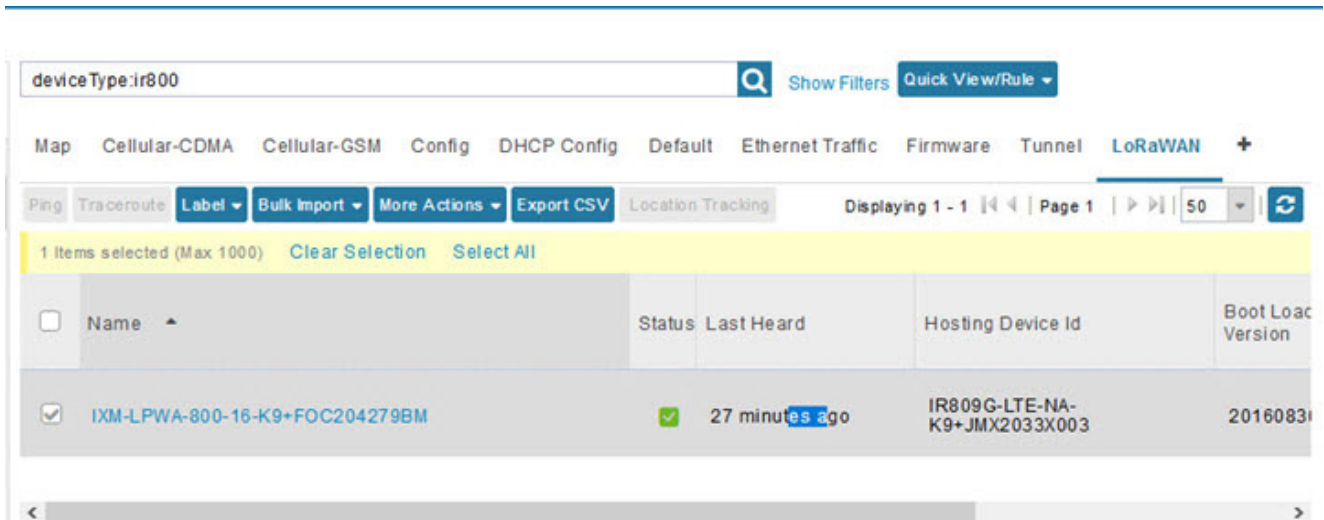 deviceType:ir800 Show Filters Quick View/Rule
Map Cellular-CDMA Cellular-GSM Config DHCP Config Default Ethernet Traffic Firmware Tunnel LoRaWAN +
Ping Traceroute Label Bulk Import More Actions Export CSV Location Tracking Displaying 1 - 1 | Page 1 | 50
1 Items selected (Max 1000) Clear Selection Select All
Name Status Last Heard Hosting Device Id Boot Load
Version
IXM-LPWA-800-16-K9+FOC204279BM 27 minutes ago IR809G-LTE-NA-
K9+JMX2033X003 2016083